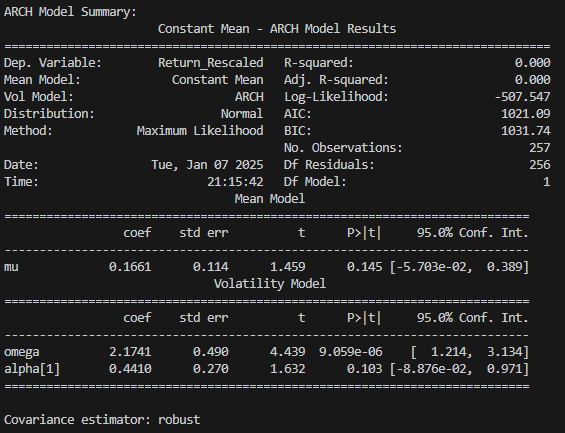 ARCH Model Summary:
Constant Mean - ARCH Model Results
==============================================================================
Dep. Variable: Return_Rescaled R-squared: 0.000
Mean Model: Constant Mean Adj. R-squared: 0.000
Vol Model: ARCH Log-Likelihood: -507.547
Distribution: Normal AIC: 1021.09
Method: Maximum Likelihood BIC: 1031.74
No. Observations: 257
Date: Tue, Jan 07 2025 Df Residuals: 256
Time: 21:15:42 Df Model: 1
Mean Model
===========================================================================
coef std err t P>|t| 95.0% Conf. Int.
---------------------------------------------------------------------------
mu 0.1661 0.114 1.459 0.145 [-5.703e-02, 0.389]
Volatility Model
===========================================================================
coef std err t P>|t| 95.0% Conf. Int.
---------------------------------------------------------------------------
omega 2.1741 0.490 4.439 9.059e-06 [ 1.214, 3.134]
alpha[1] 0.4410 0.270 1.632 0.103 [-8.876e-02, 0.971]
===========================================================================
Covariance estimator: robust